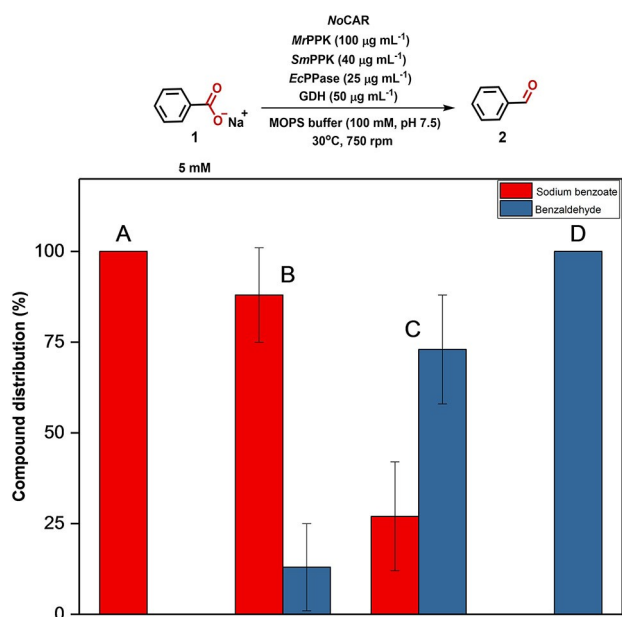 NoCAR
MrPPK (100 µg mL⁻¹)
SmPPK (40 µg mL⁻¹)
EcPPase (25 µg mL⁻¹)
GDH (50 µg mL⁻¹)
MOPS buffer (100 mM, pH 7.5)
30°C, 750 rpm
O
O⁻ Na⁺
1
O
2
5 mM
Sodium benzoate
Benzaldehyde
A
B
C
D
Compound distribution (%)
100
75
50
25
0